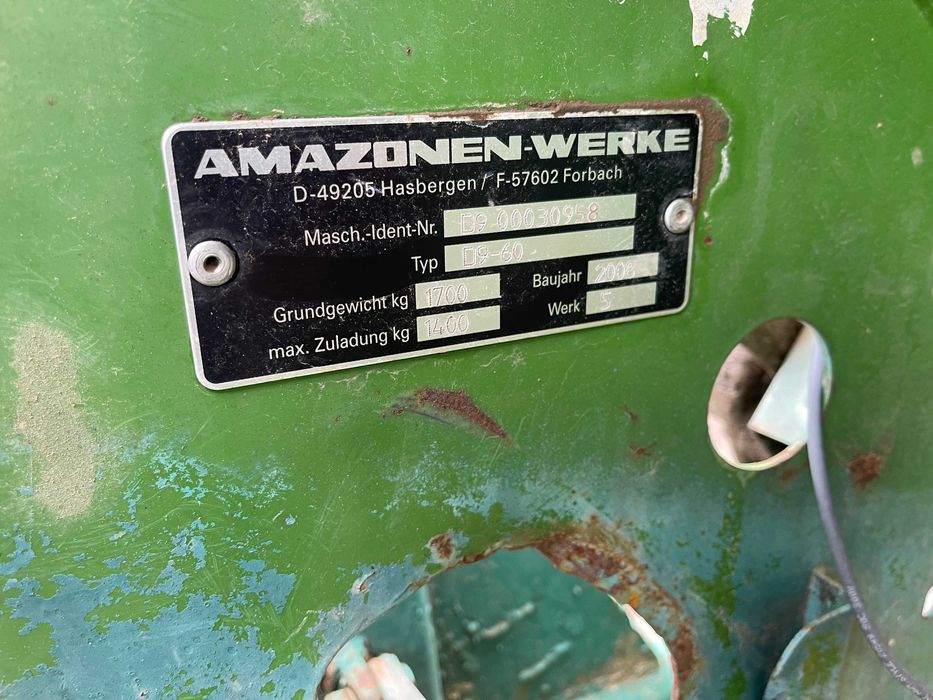 AMAZONEN-WERKE
D-49205 Hasbergen / F-57602 Forbach
Masch.-Ident-Nr. D9-00030958
Typ D9-60
Grundgewicht kg 1700 Baujahr 2008
max. Zuladung kg 1400 Werk 5